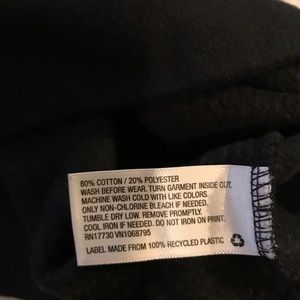 80% COTTON / 20% POLYESTER
WASH BEFORE WEAR. TURN GARMENT INSIDE OUT.
MACHINE WASH COLD WITH LIKE COLORS.
ONLY NON-CHLORINE BLEACH IF NEEDED.
TUMBLE DRY LOW. REMOVE PROMPTLY.
COOL IRON IF NEEDED. DO NOT IRON ON PRINT.
RN17730 VN1068795
LABEL MADE FROM 100% RECYCLED PLASTIC